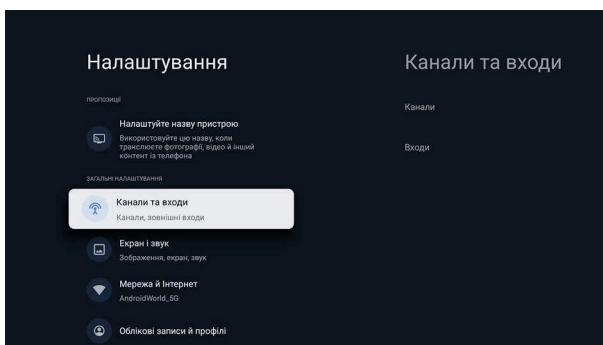 Налаштування
ПРОПОЗИЦІЇ
Налаштуйте назву пристрою
Використовуйте цю назву, коли
транслюєте фотографії, відео й інший
контент із телефона
ЗАГАЛЬНІ НАЛАШТУВАННЯ
Канали та входи
Канали, зовнішні входи
Екран і звук
Зображення, екран, звук
Мережа й Інтернет
AndroidWorld_5G
Облікові записи й профілі
Канали та входи
Канали
Входи